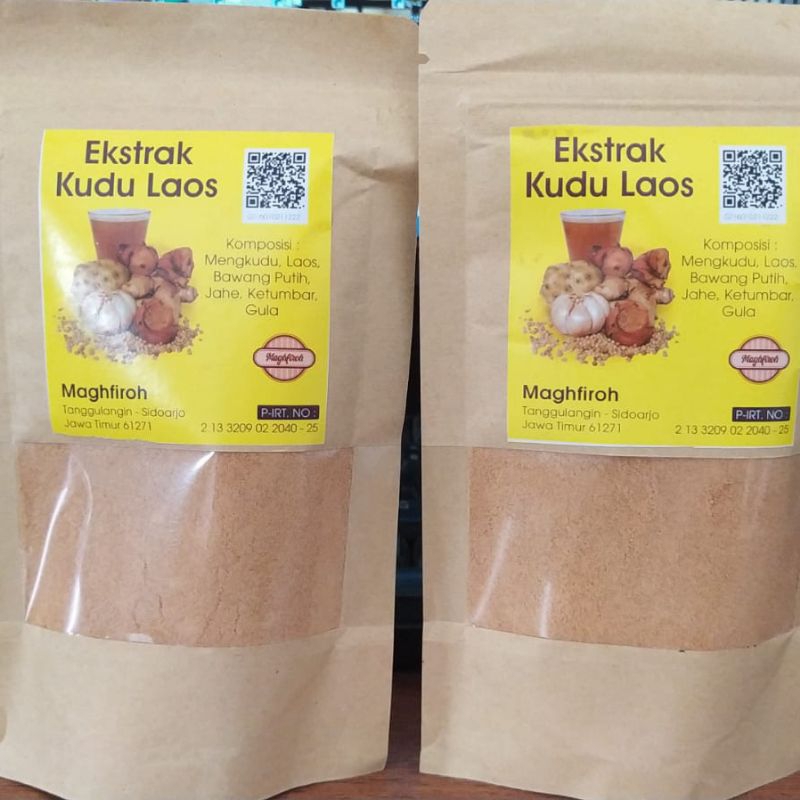 Ekstrak
Kudu Laos
Komposisi :
Mengkudu, Laos,
Bawang Putih,
Jahe, Ketumbar,
Gula
Maghfiroh
Maghfiroh
Tanggulangin - Sidoarjo
Jawa Timur 61271
P-IRT. NO :
2 13 3209 02 2040 - 25
Ekstrak
Kudu Laos
Komposisi :
Mengkudu, Laos,
Bawang Putih,
Jahe, Ketumbar,
Gula
Maghfiroh
Maghfiroh
Tanggulangin - Sidoarjo
Jawa Timur 61271
P-IRT. NO :
2 13 3209 02 2040 - 25